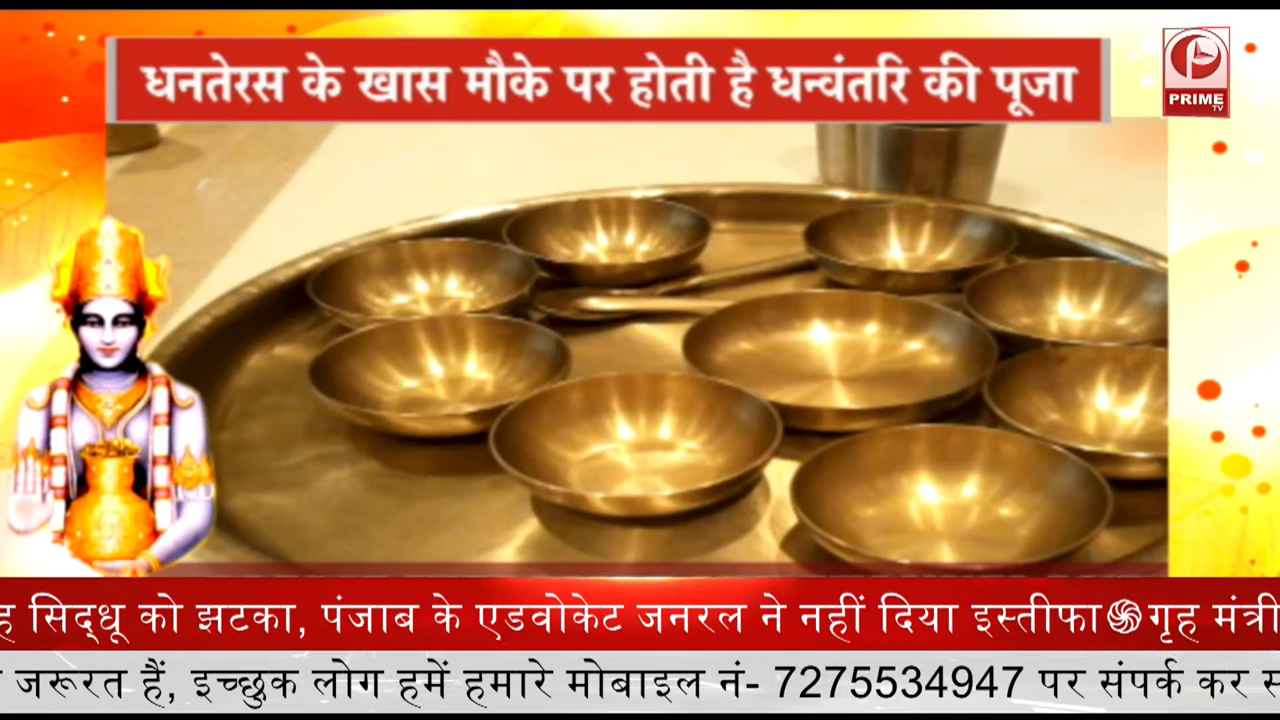 धनतेरस के खास मौके पर होती है धन्वंतरि की पूजा
PRIME
TV
सिद्धू को झटका, पंजाब के एडवोकेट जनरल ने नहीं दिया इस्तीफा गृह मंत्री
जरूरत हैं, इच्छुक लोग हमें हमारे मोबाइल नं- 7275534947 पर संपर्क कर